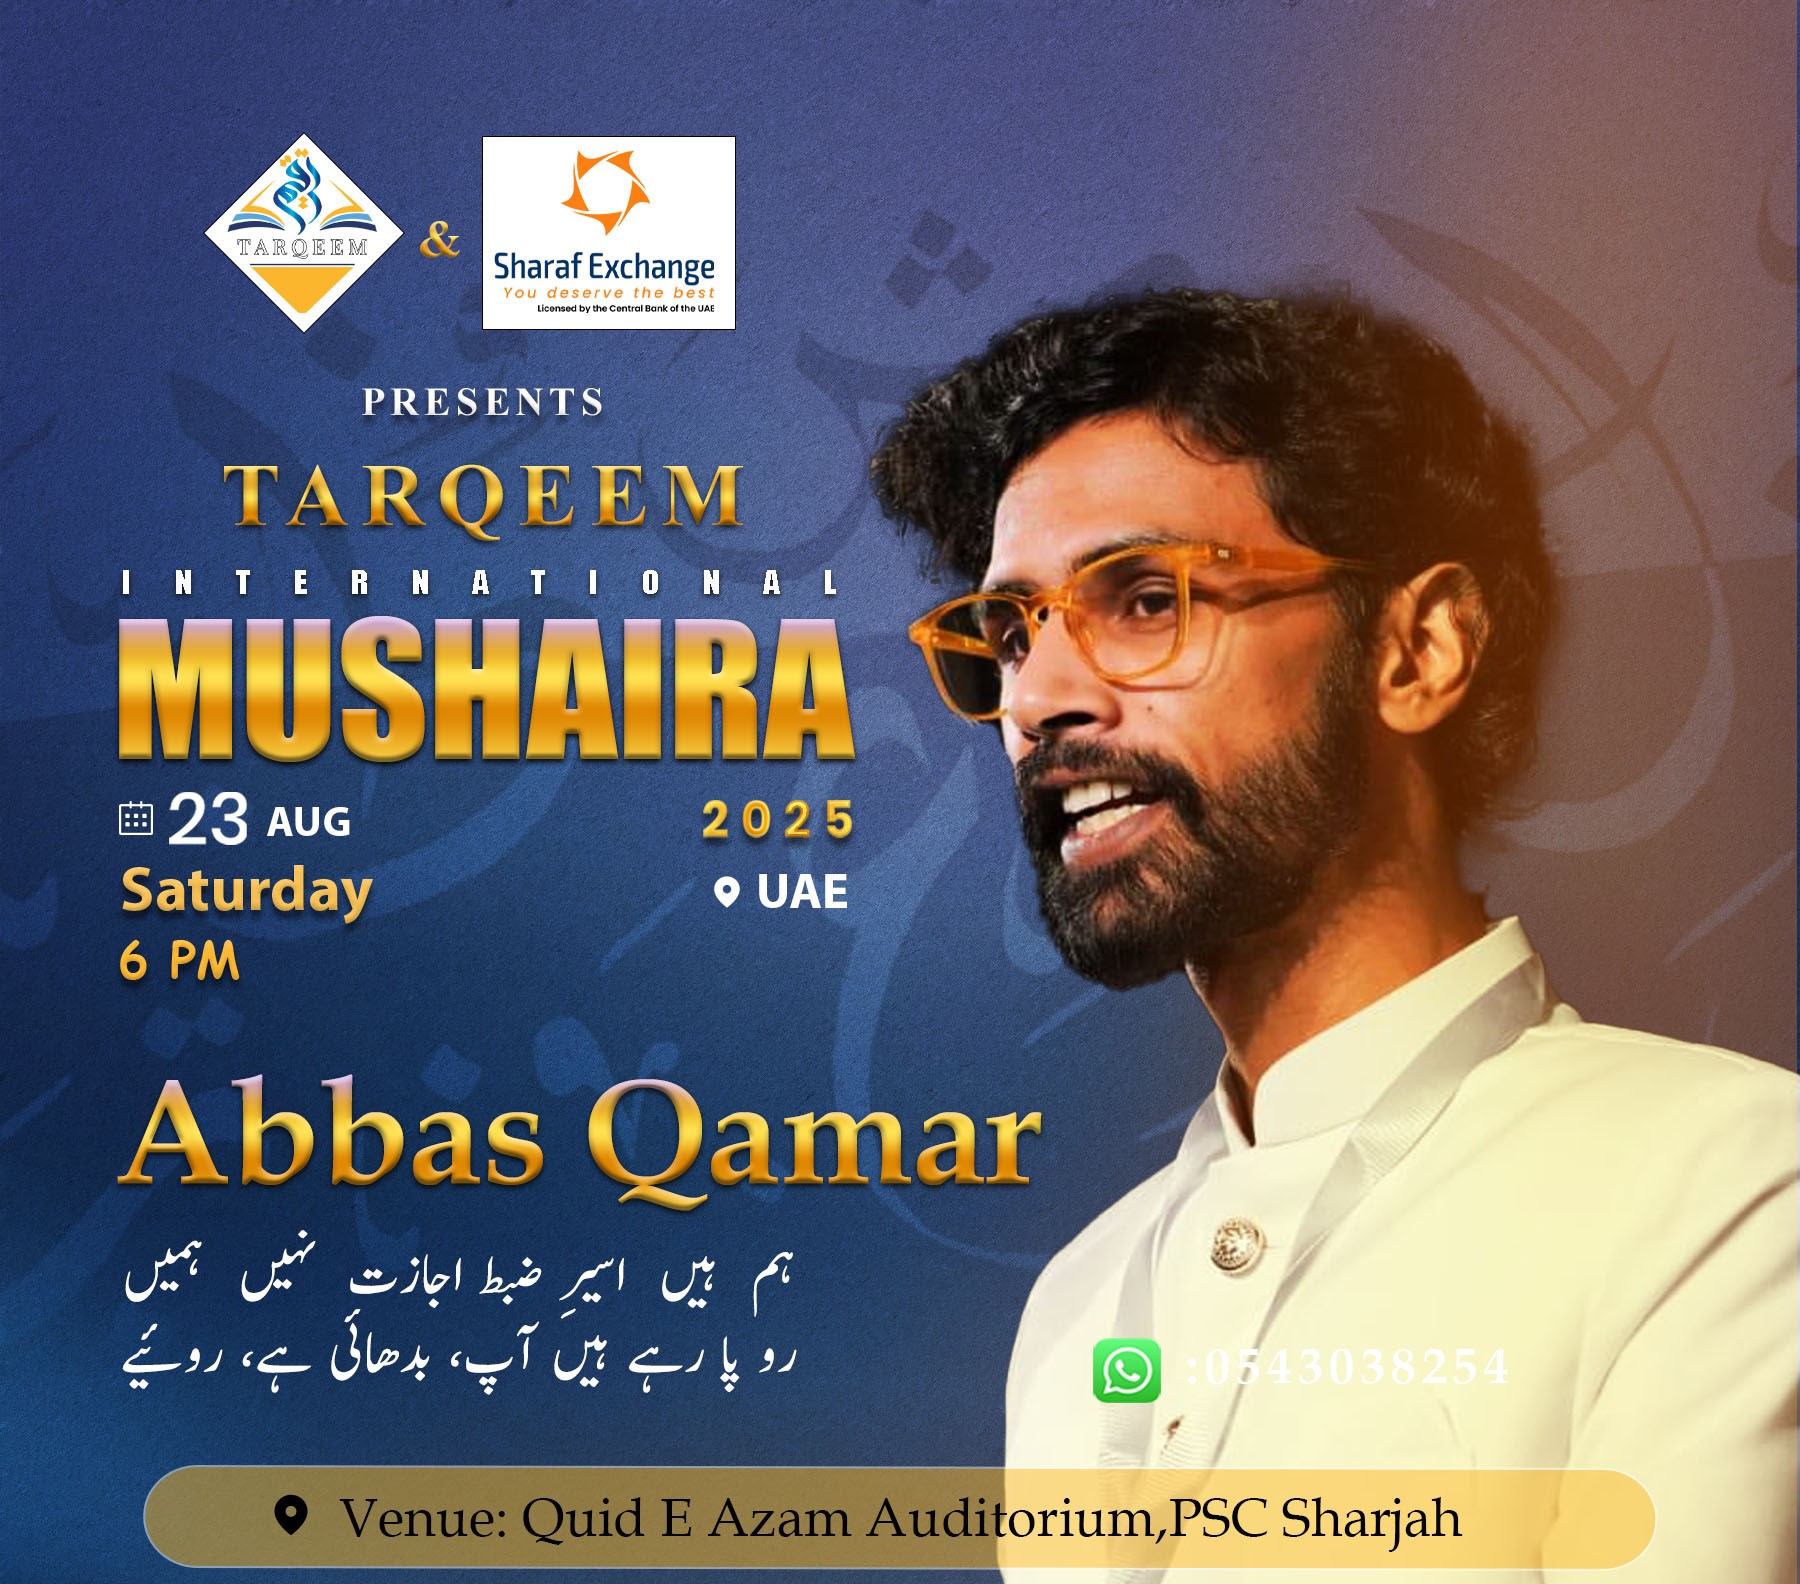 TARQEEM
&
Sharaf Exchange
You deserve the best
Licensed by the Central Bank of the UAE
PRESENTS
TARQEEM
INTERNATIONAL
MUSHAIRA
23 AUG
2025
Saturday
UAE
6 PM
Abbas Qamar
ہم ہیں اسیرِ ضبط اجازت نہیں ہمیں
رو پا رہے ہیں آپ، بدھائی ہے، روئیے
:0543038254
Venue: Quid E Azam Auditorium,PSC Sharjah